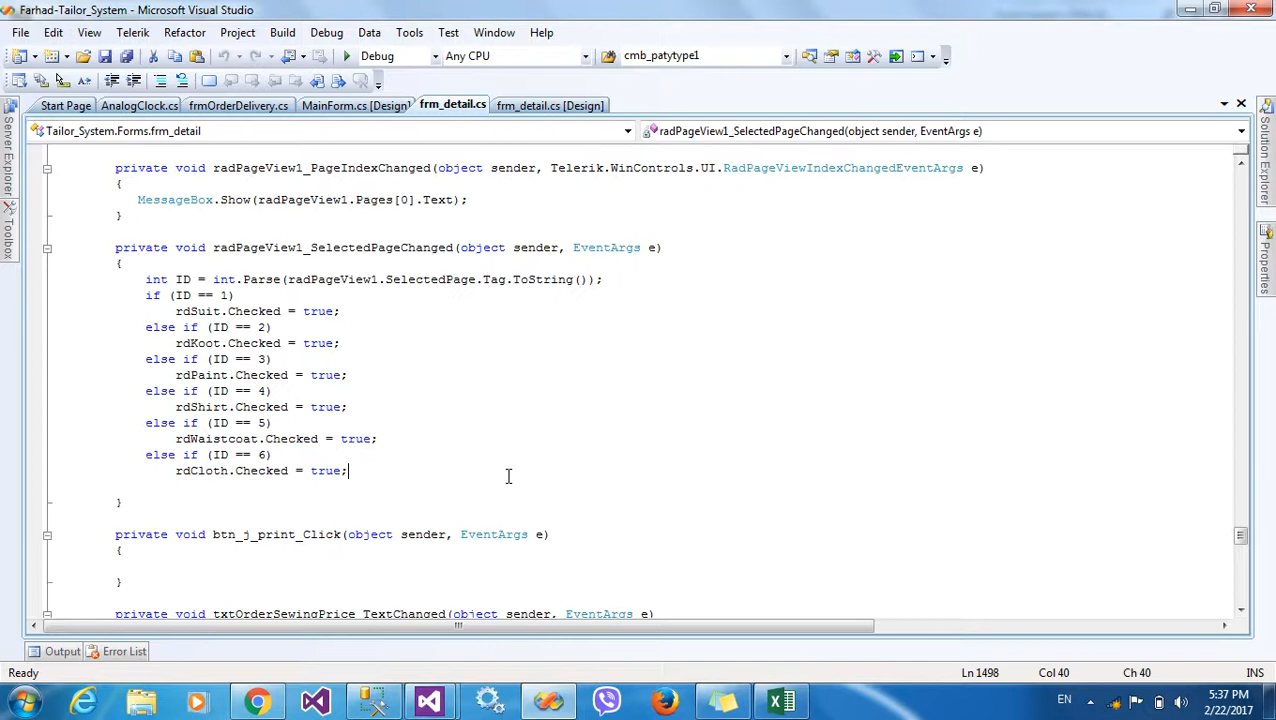 Farhad-Tailor_System - Microsoft Visual Studio
File Edit View Telerik Refactor Project Build Debug Data Tools Test Window Help
Debug Any CPU cmb_patytype1
Start Page AnalogClock.cs frmOrderDelivery.cs MainForm.cs [Design] frm_detail.cs frm_detail.cs [Design]
Tailor_System.Forms.frm_detail radPageView1_SelectedPageChanged(object sender, EventArgs e)
private void radPageView1_PageIndexChanged(object sender, Telerik.WinControls.UI.RadPageViewIndexChangedEventArgs e)
{
MessageBox.Show(radPageView1.Pages[0].Text);
}
private void radPageView1_SelectedPageChanged(object sender, EventArgs e)
{
int ID = int.Parse(radPageView1.SelectedPage.Tag.ToString());
if (ID == 1)
rdSuit.Checked = true;
else if (ID == 2)
rdKoot.Checked = true;
else if (ID == 3)
rdPaint.Checked = true;
else if (ID == 4)
rdShirt.Checked = true;
else if (ID == 5)
rdWaistcoat.Checked = true;
else if (ID == 6)
rdCloth.Checked = true;
}
private void btn_j_print_Click(object sender, EventArgs e)
{
}
private void txtOrderSewingPrice_TextChanged(object sender, EventArgs e)
Server Explorer
Toolbox
Solution Explorer
Properties
Output Error List
Ready Ln 1498 Col 40 Ch 40 INS
EN 5:37 PM
2/22/2017